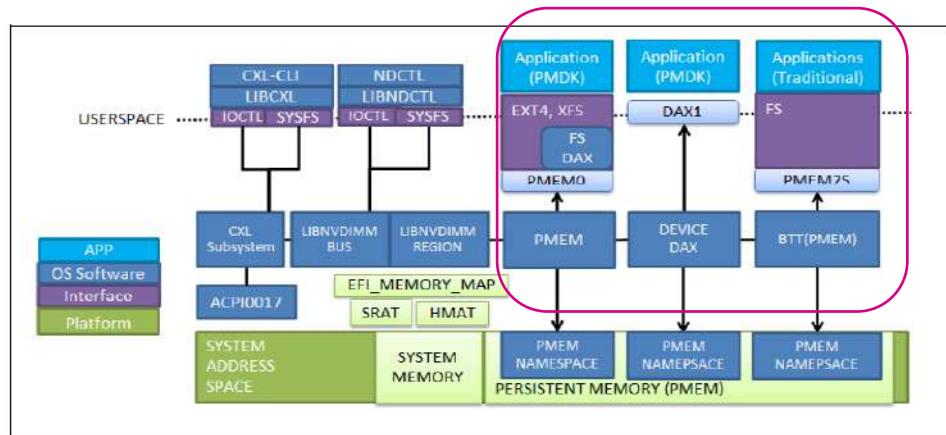 Application
(PMDK)
Application
(PMDK)
Applications
(Traditional)
CXL-CLI
LIBCXL
IOCTL
SYSFS
NDCTL
LIBNDCTL
IOCTL
SYSFS
USERSPACE
EXT4, XFS
FS
DAX
PMEM0
DAX1
FS
PMEM2S
CXL
Subsystem
LIBNVDIMM
BUS
LIBNVDIMM
REGION
PMEM
DEVICE
DAX
BTT(PMEM)
APP
OS Software
Interface
Platform
ACPI0017
EFI_MEMORY_MAP
SRAT
HMAT
SYSTEM
ADDRESS
SPACE
SYSTEM
MEMORY
PMEM
NAMESPACE
PMEM
NAMEPSACE
PMEM
NAMEPSACE
PERSISTENT MEMORY (PMEM)